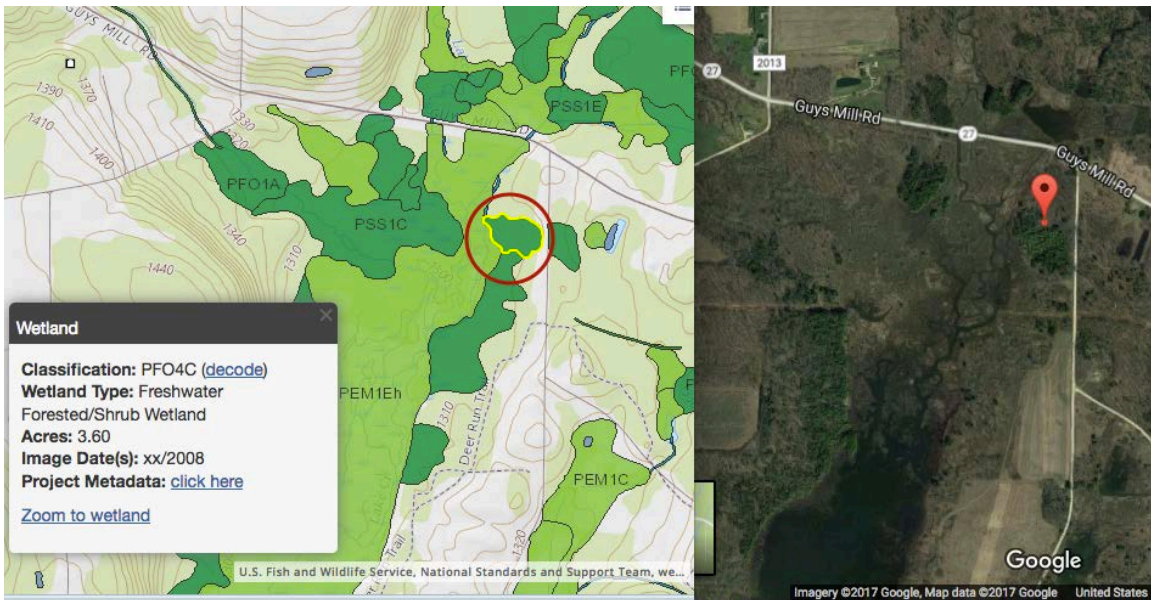 GUYS MILL RD
1390
1370
1410
1400
1330
1320
PFO1A
1340
1310
1440
PSS1C
PSS1E
PEM1Eh
1310
Deer Run Trail
PEM1C
1320
Trail
Wetland
Classification: PFO4C (decode)
Wetland Type: Freshwater
Forested/Shrub Wetland
Acres: 3.60
Image Date(s): xx/2008
Project Metadata: click here
Zoom to wetland
U.S. Fish and Wildlife Service, National Standards and Support Team, we...
2013
27
Guys Mill Rd
27
Guys Mill Rd
Google
Imagery ©2017 Google, Map data ©2017 Google United States